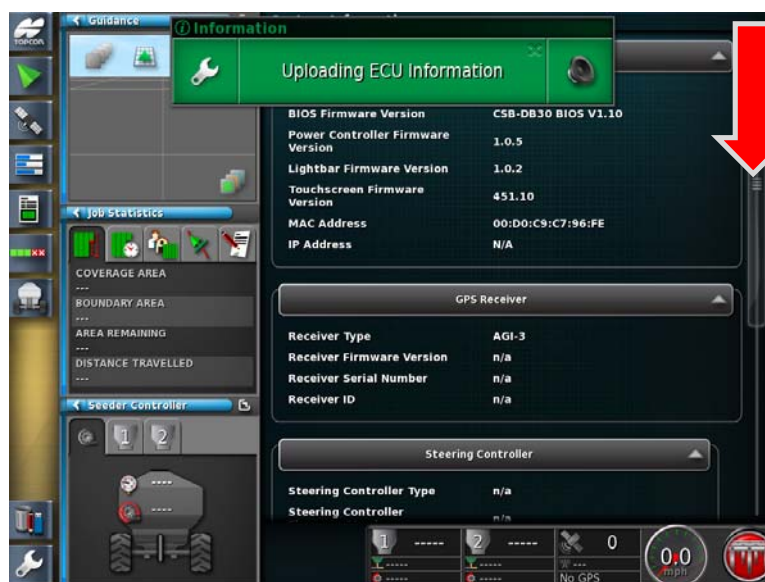 TOPCON
Guidance
Information
Uploading ECU Information
BIOS Firmware Version CSB-DB30 BIOS V1.10
Power Controller Firmware
Version 1.0.5
Lightbar Firmware Version 1.0.2
Touchscreen Firmware
Version 451.10
MAC Address 00:D0:C9:C7:96:FE
IP Address N/A
Job Statistics
COVERAGE AREA
---
BOUNDARY AREA
---
AREA REMAINING
---
DISTANCE TRAVELLED
---
GPS Receiver
Receiver Type AGI-3
Receiver Firmware Version n/a
Receiver Serial Number n/a
Receiver ID n/a
Seeder Controller
1 2
----
----
Steering Controller
Steering Controller Type n/a
Steering Controller
n/a
1 ----- 2 ----- 0
----- ----- ---
----- ----- No GPS
0.0
mph